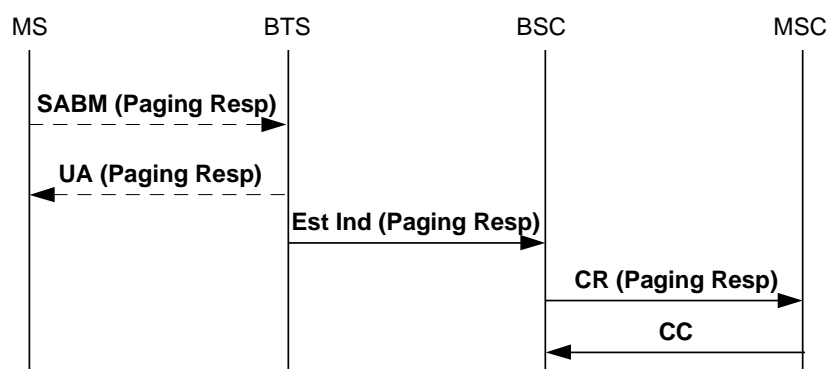 MS BTS BSC MSC
SABM (Paging Resp)
UA (Paging Resp)
Est Ind (Paging Resp)
CR (Paging Resp)
CC